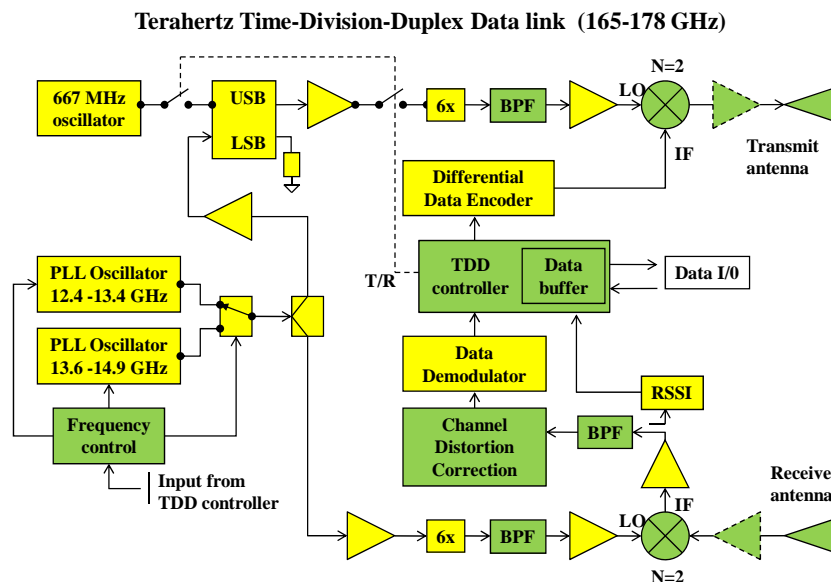 Terahertz Time-Division-Duplex Data link (165-178 GHz)
667 MHz
oscillator
USB
LSB
6x
BPF
LO
N=2
IF
Transmit
antenna
Differential
Data Encoder
T/R
TDD
controller
Data
buffer
Data I/0
PLL Oscillator
12.4 -13.4 GHz
PLL Oscillator
13.6 -14.9 GHz
Frequency
control
Input from
TDD controller
Data
Demodulator
RSSI
Channel
Distortion
Correction
BPF
6x
BPF
LO
IF
N=2
Receive
antenna